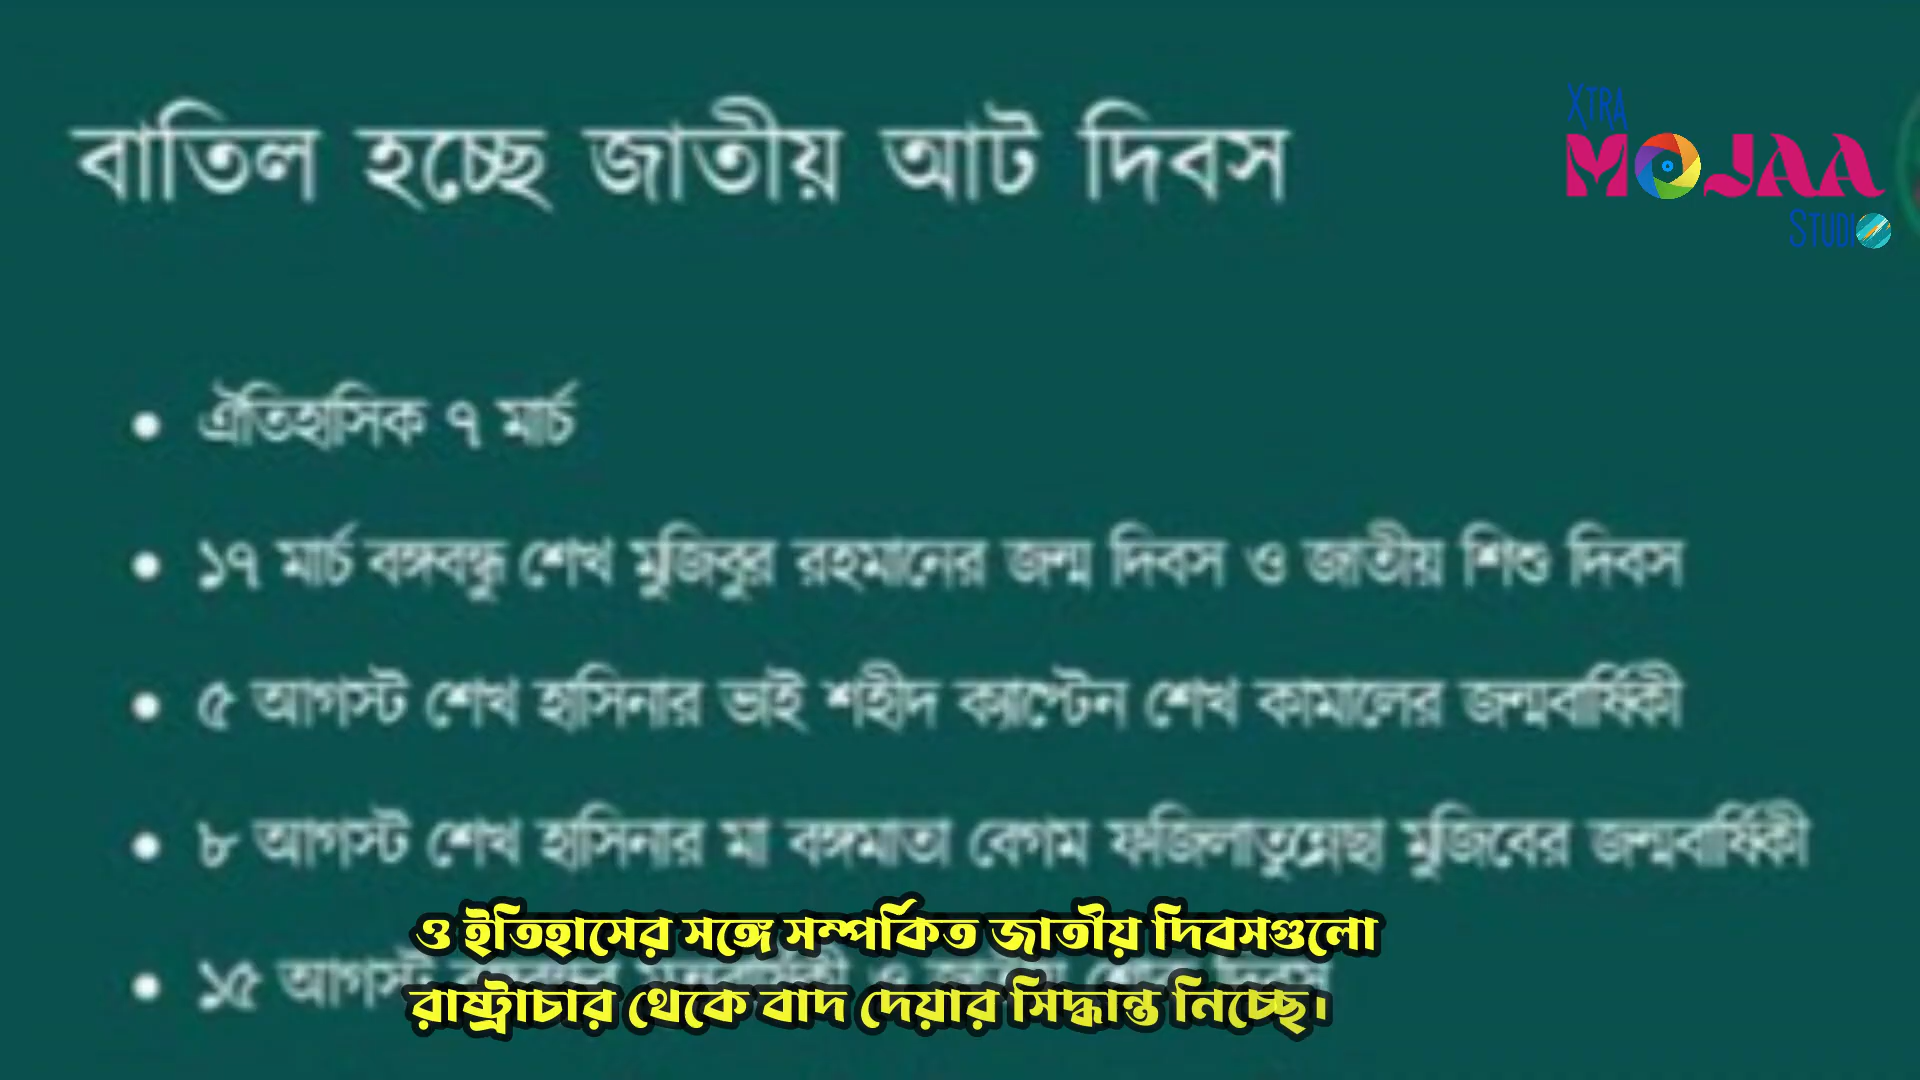 বাতিল হচ্ছে জাতীয় আট দিবস
XTRA
MOJAA
STUDIO
• ঐতিহাসিক ৭ মার্চ
• ১৭ মার্চ বঙ্গবন্ধু শেখ মুজিবুর রহমানের জন্ম দিবস ও জাতীয় শিশু দিবস
• ৫ আগস্ট শেখ হাসিনার ভাই শহীদ ক্যাপ্টেন শেখ কামালের জন্মবার্ষিকী
• ৮ আগস্ট শেখ হাসিনার মা বঙ্গমাতা বেগম ফজিলাতুন্নেছা মুজিবের জন্মবার্ষিকী
• ১৫ আগস্ট
ও ইতিহাসের সঙ্গে সম্পর্কিত জাতীয় দিবসগুলো
রাষ্ট্রাচার থেকে বাদ দেয়ার সিদ্ধান্ত নিচ্ছে।